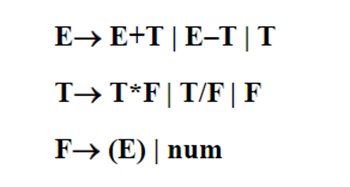 E→ E+T | E–T | T
T→ T*F | T/F | F
F→ (E) | num